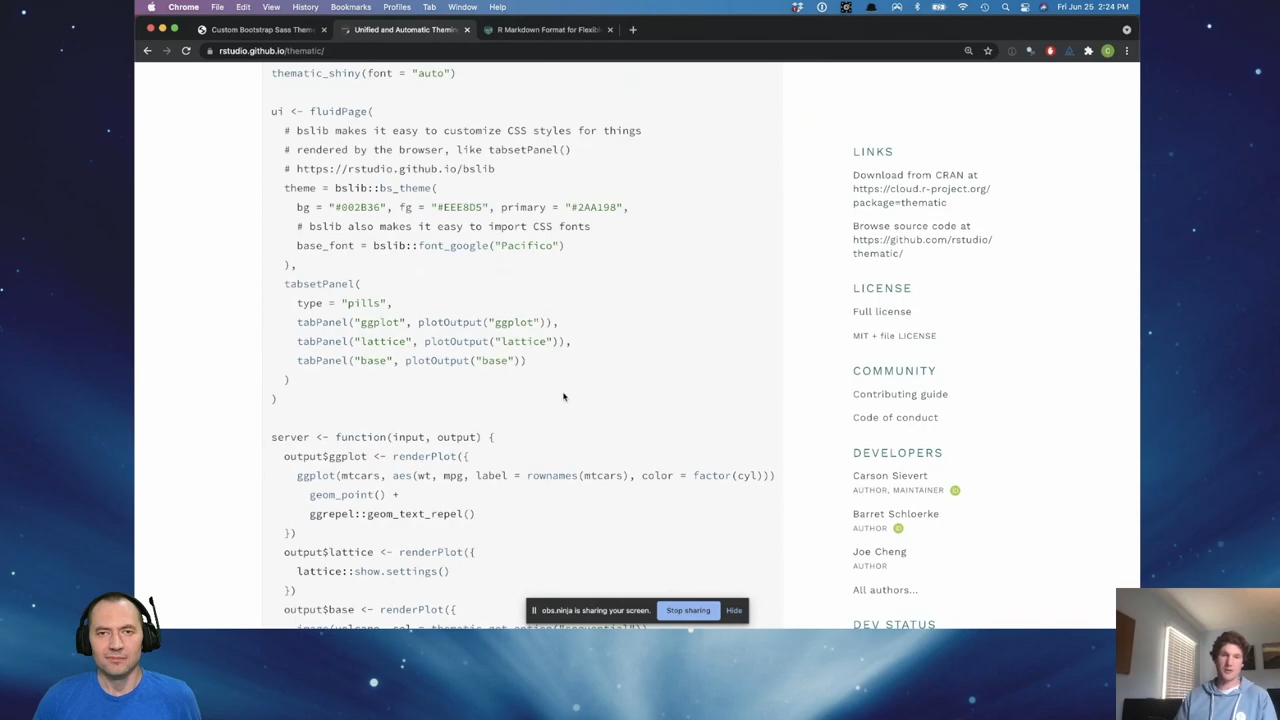 Chrome File Edit View History Bookmarks Profiles Tab Window Help Fri Jun 25 2:24 PM
Custom Bootstrap Sass Them Unified and Automatic Themin R Markdown Format for Flexibl
rstudio.github.io/thematic/
thematic_shiny(font = "auto")
ui <- fluidPage(
# bslib makes it easy to customize CSS styles for things
# rendered by the browser, like tabsetPanel()
# https://rstudio.github.io/bslib
theme = bslib::bs_theme(
bg = "#002B36", fg = "#EEE8D5", primary = "#2AA198",
# bslib also makes it easy to import CSS fonts
base_font = bslib::font_google("Pacifico")
),
tabsetPanel(
type = "pills",
tabPanel("ggplot", plotOutput("ggplot")),
tabPanel("lattice", plotOutput("lattice")),
tabPanel("base", plotOutput("base"))
)
)
server <- function(input, output) {
output$ggplot <- renderPlot({
ggplot(mtcars, aes(wt, mpg, label = rownames(mtcars), color = factor(cyl)))
geom_point() +
ggrepel::geom_text_repel()
})
output$lattice <- renderPlot({
lattice::show.settings()
})
output$base <- renderPlot({
LINKS
Download from CRAN at
https://cloud.r-project.org/
package=thematic
Browse source code at
https://github.com/rstudio/
thematic/
LICENSE
Full license
MIT + file LICENSE
COMMUNITY
Contributing guide
Code of conduct
DEVELOPERS
Carson Sievert
AUTHOR, MAINTAINER
Barret Schloerke
AUTHOR
Joe Cheng
AUTHOR
All authors...
DEV STATUS
obs.ninja is sharing your screen. Stop sharing Hide